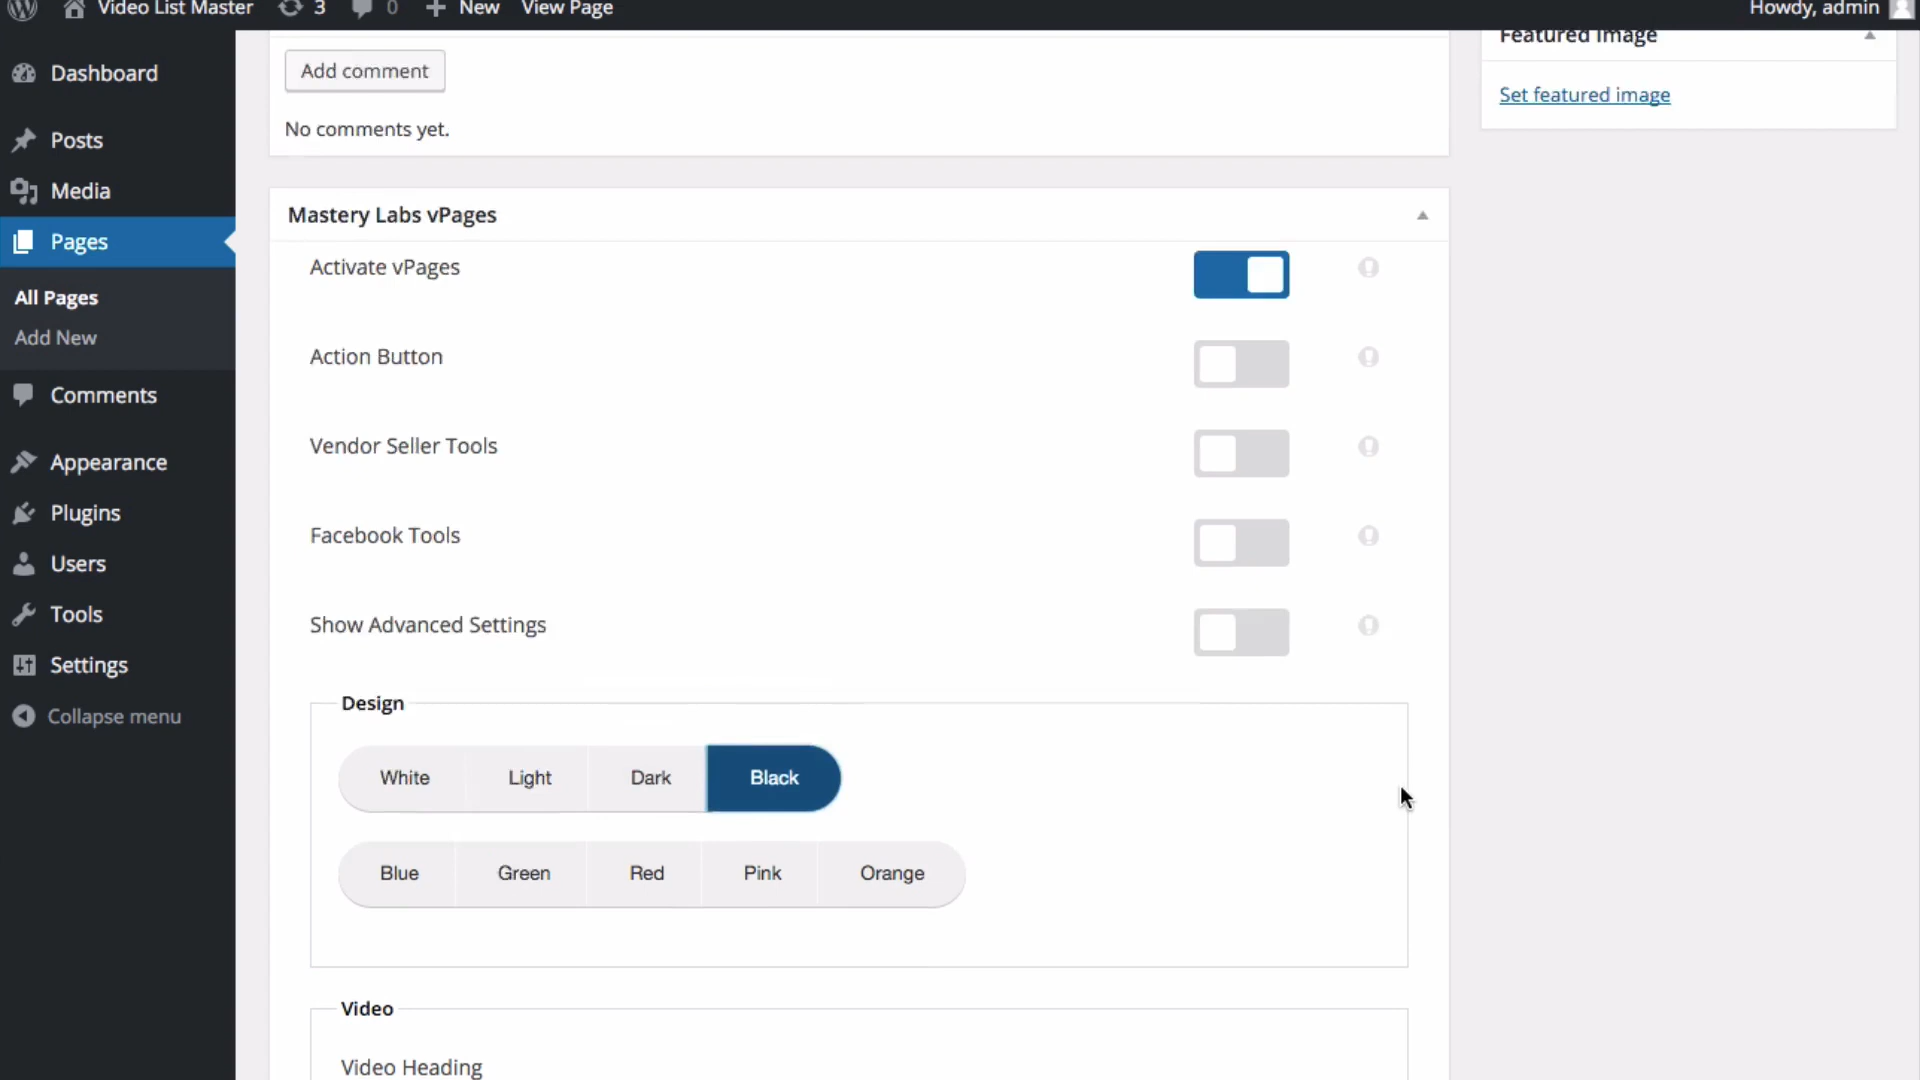 Video List Master 3 0 New View Page Howdy, admin
Dashboard
Posts
Media
Pages
All Pages
Add New
Comments
Appearance
Plugins
Users
Tools
Settings
Collapse menu
Add comment
No comments yet.
Mastery Labs vPages
Activate vPages
Action Button
Vendor Seller Tools
Facebook Tools
Show Advanced Settings
Design
White Light Dark Black
Blue Green Red Pink Orange
Video
Video Heading
Featured Image
Set featured image